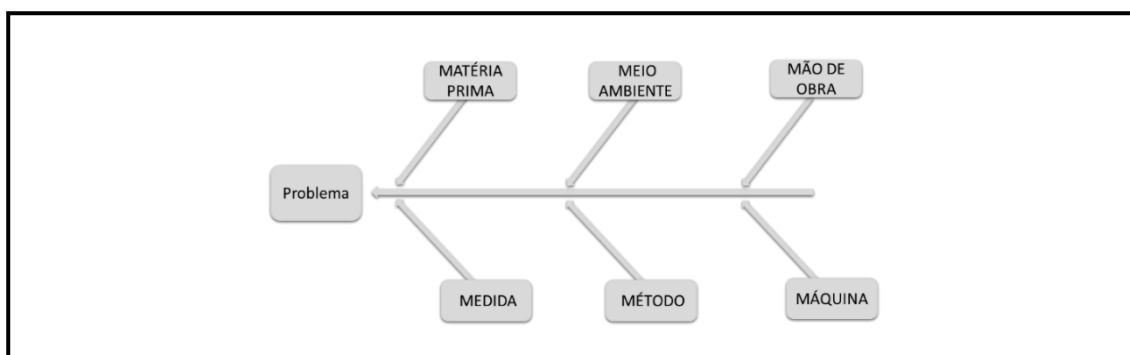 MATÉRIA
PRIMA
MEIO
AMBIENTE
MÃO DE
OBRA
Problema
MEDIDA
MÉTODO
MÁQUINA